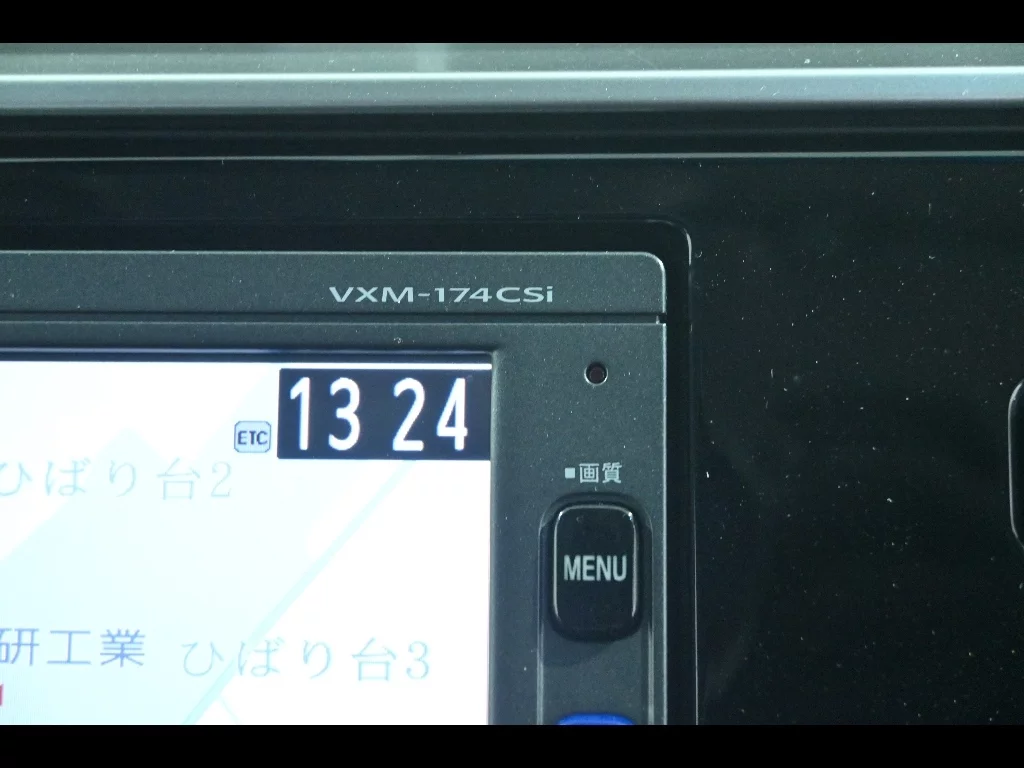 VXM-174CSi
13 24
ETC
ひばり台2
■画質
MENU
研工業
ひばり台3